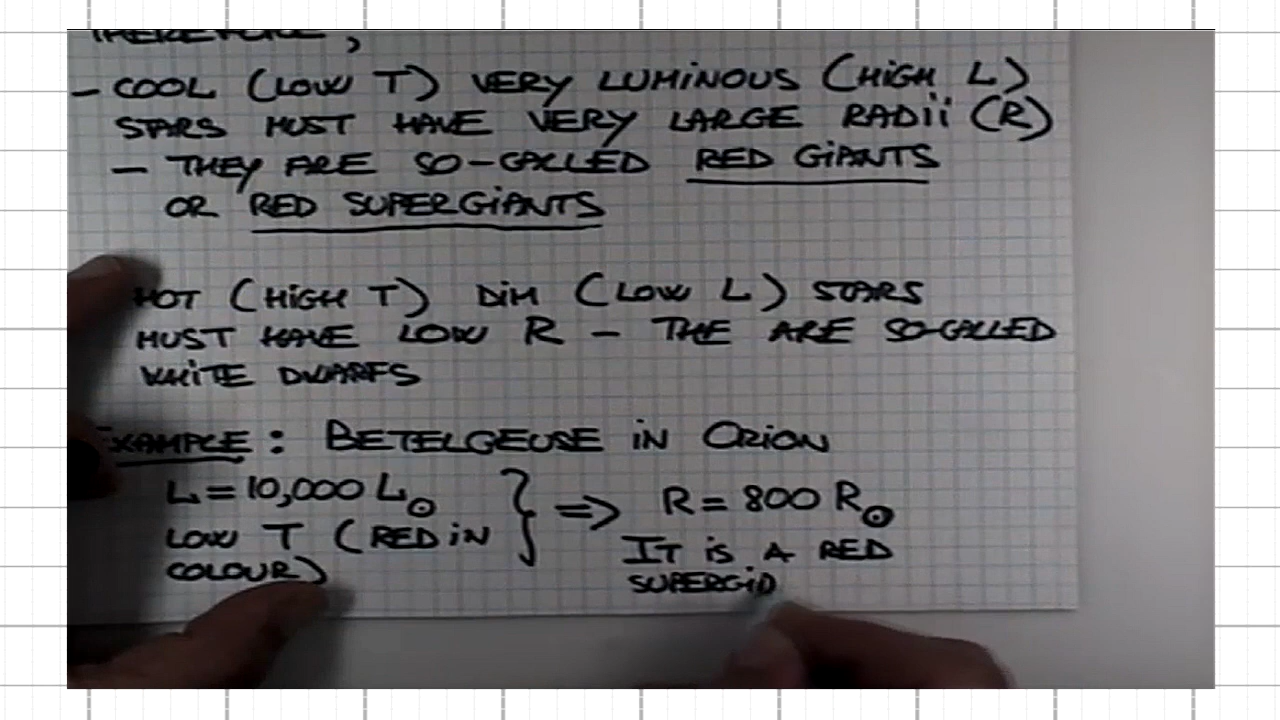 THEREFORE,
- COOL (LOW T) VERY LUMINOUS (HIGH L)
STARS MUST HAVE VERY LARGE RADII (R)
- THEY ARE SO-CALLED RED GIANTS
OR RED SUPERGIANTS
HOT (HIGH T) DIM (LOW L) STARS
MUST HAVE LOW R - THE ARE SO-CALLED
WHITE DWARFS
EXAMPLE: BETELGEUSE IN ORION
L = 10,000 L⊙
LOW T (RED IN
COLOUR)
} => R = 800 R⊙
IT IS A RED
SUPERGIA